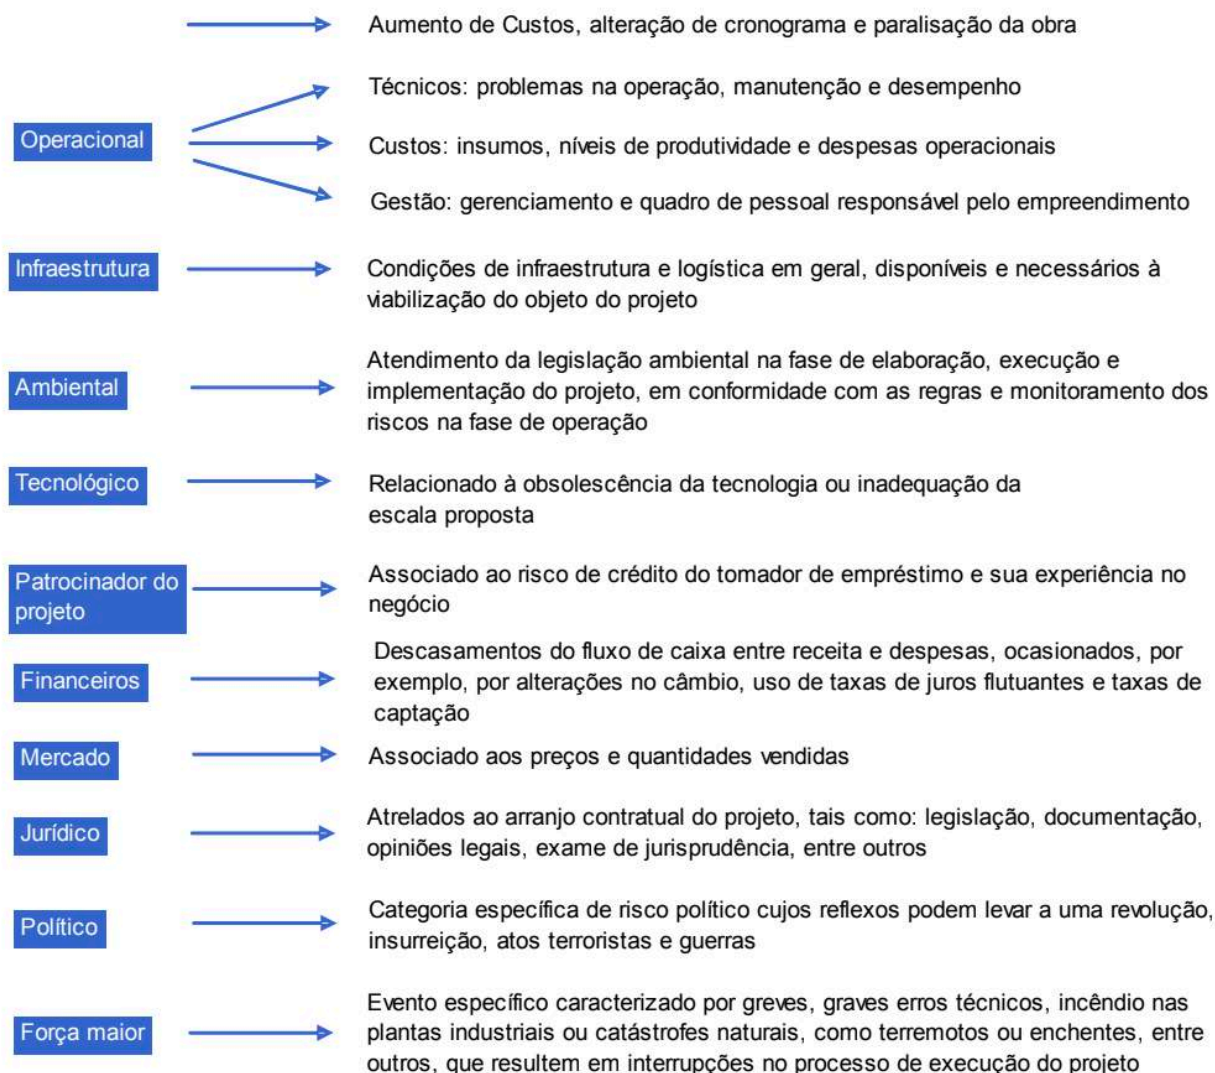 Aumento de Custos, alteração de cronograma e paralisação da obra
Técnicos: problemas na operação, manutenção e desempenho
Operacional
Custos: insumos, níveis de produtividade e despesas operacionais
Gestão: gerenciamento e quadro de pessoal responsável pelo empreendimento
Infraestrutura
Condições de infraestrutura e logística em geral, disponíveis e necessários à
viabilização do objeto do projeto
Ambiental
Atendimento da legislação ambiental na fase de elaboração, execução e
implementação do projeto, em conformidade com as regras e monitoramento dos
riscos na fase de operação
Tecnológico
Relacionado à obsolescência da tecnologia ou inadequação da
escala proposta
Patrocinador do
projeto
Associado ao risco de crédito do tomador de empréstimo e sua experiência no
negócio
Financeiros
Descasamentos do fluxo de caixa entre receita e despesas, ocasionados, por
exemplo, por alterações no câmbio, uso de taxas de juros flutuantes e taxas de
captação
Mercado
Associado aos preços e quantidades vendidas
Jurídico
Atrelados ao arranjo contratual do projeto, tais como: legislação, documentação,
opiniões legais, exame de jurisprudência, entre outros
Político
Categoria específica de risco político cujos reflexos podem levar a uma revolução,
insurreição, atos terroristas e guerras
Força maior
Evento específico caracterizado por greves, graves erros técnicos, incêndio nas
plantas industriais ou catástrofes naturais, como terremotos ou enchentes, entre
outros, que resultem em interrupções no processo de execução do projeto